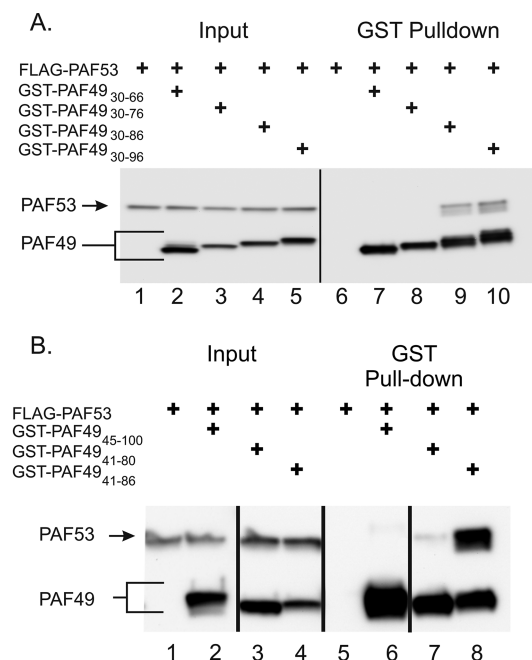 A.
Input GST Pulldown
FLAG-PAF53 + + + + + + + + + +
GST-PAF49 30-66 + +
GST-PAF49 30-76 + +
GST-PAF49 30-86 + +
GST-PAF49 30-96 + +
PAF53
PAF49
1 2 3 4 5 6 7 8 9 10
B.
Input GST
Pull-down
FLAG-PAF53 + + + + + + + +
GST-PAF49 45-100 + +
GST-PAF49 41-80 + +
GST-PAF49 41-86 + +
PAF53
PAF49
1 2 3 4 5 6 7 8